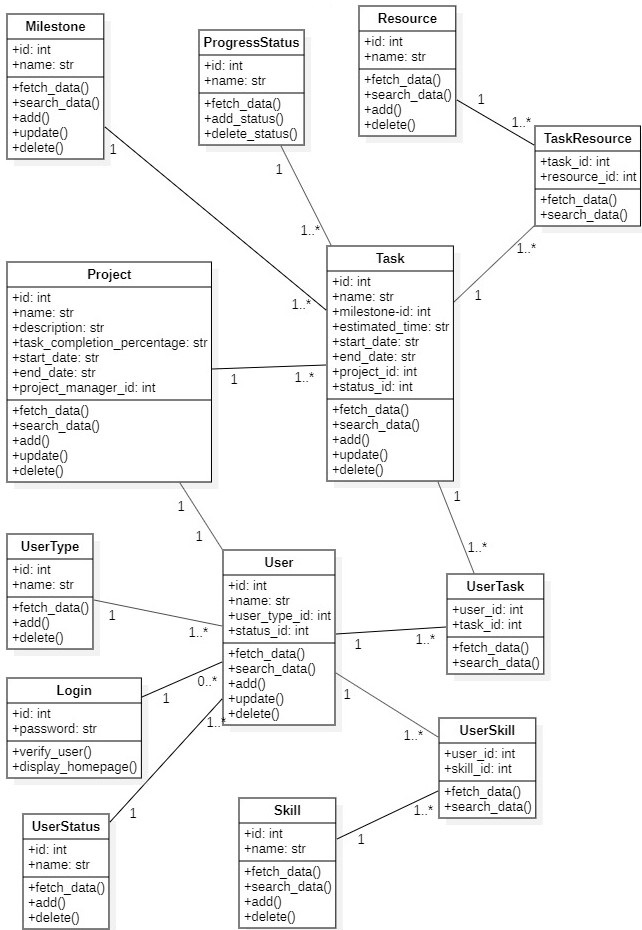 Milestone
+id: int
+name: str
+fetch_data()
+search_data()
+add()
+update()
+delete()
1
1..*
ProgressStatus
+id: int
+name: str
+fetch_data()
+add_status()
+delete_status()
1
1..*
Resource
+id: int
+name: str
+fetch_data()
+search_data()
+add()
+delete()
1
1..*
TaskResource
+task_id: int
+resource_id: int
+fetch_data()
+search_data()
1..*
1
Project
+id: int
+name: str
+description: str
+task_completion_percentage: str
+start_date: str
+end_date: str
+project_manager_id: int
+fetch_data()
+search_data()
+add()
+update()
+delete()
1
1..*
1
1
Task
+id: int
+name: str
+milestone-id: int
+estimated_time: str
+start_date: str
+end_date: str
+project_id: int
+status_id: int
+fetch_data()
+search_data()
+add()
+update()
+delete()
1
1..*
UserType
+id: int
+name: str
+fetch_data()
+add()
+delete()
1
1..*
User
+id: int
+name: str
+user_type_id: int
+status_id: int
+fetch_data()
+search_data()
+add()
+update()
+delete()
1
1..*
1
1..*
UserTask
+user_id: int
+task_id: int
+fetch_data()
+search_data()
Login
+id: int
+password: str
+verify_user()
+display_homepage()
1
0..*
UserStatus
+id: int
+name: str
+fetch_data()
+add()
+delete()
1
1..*
Skill
+id: int
+name: str
+fetch_data()
+search_data()
+add()
+delete()
1
1..*
UserSkill
+user_id: int
+skill_id: int
+fetch_data()
+search_data()